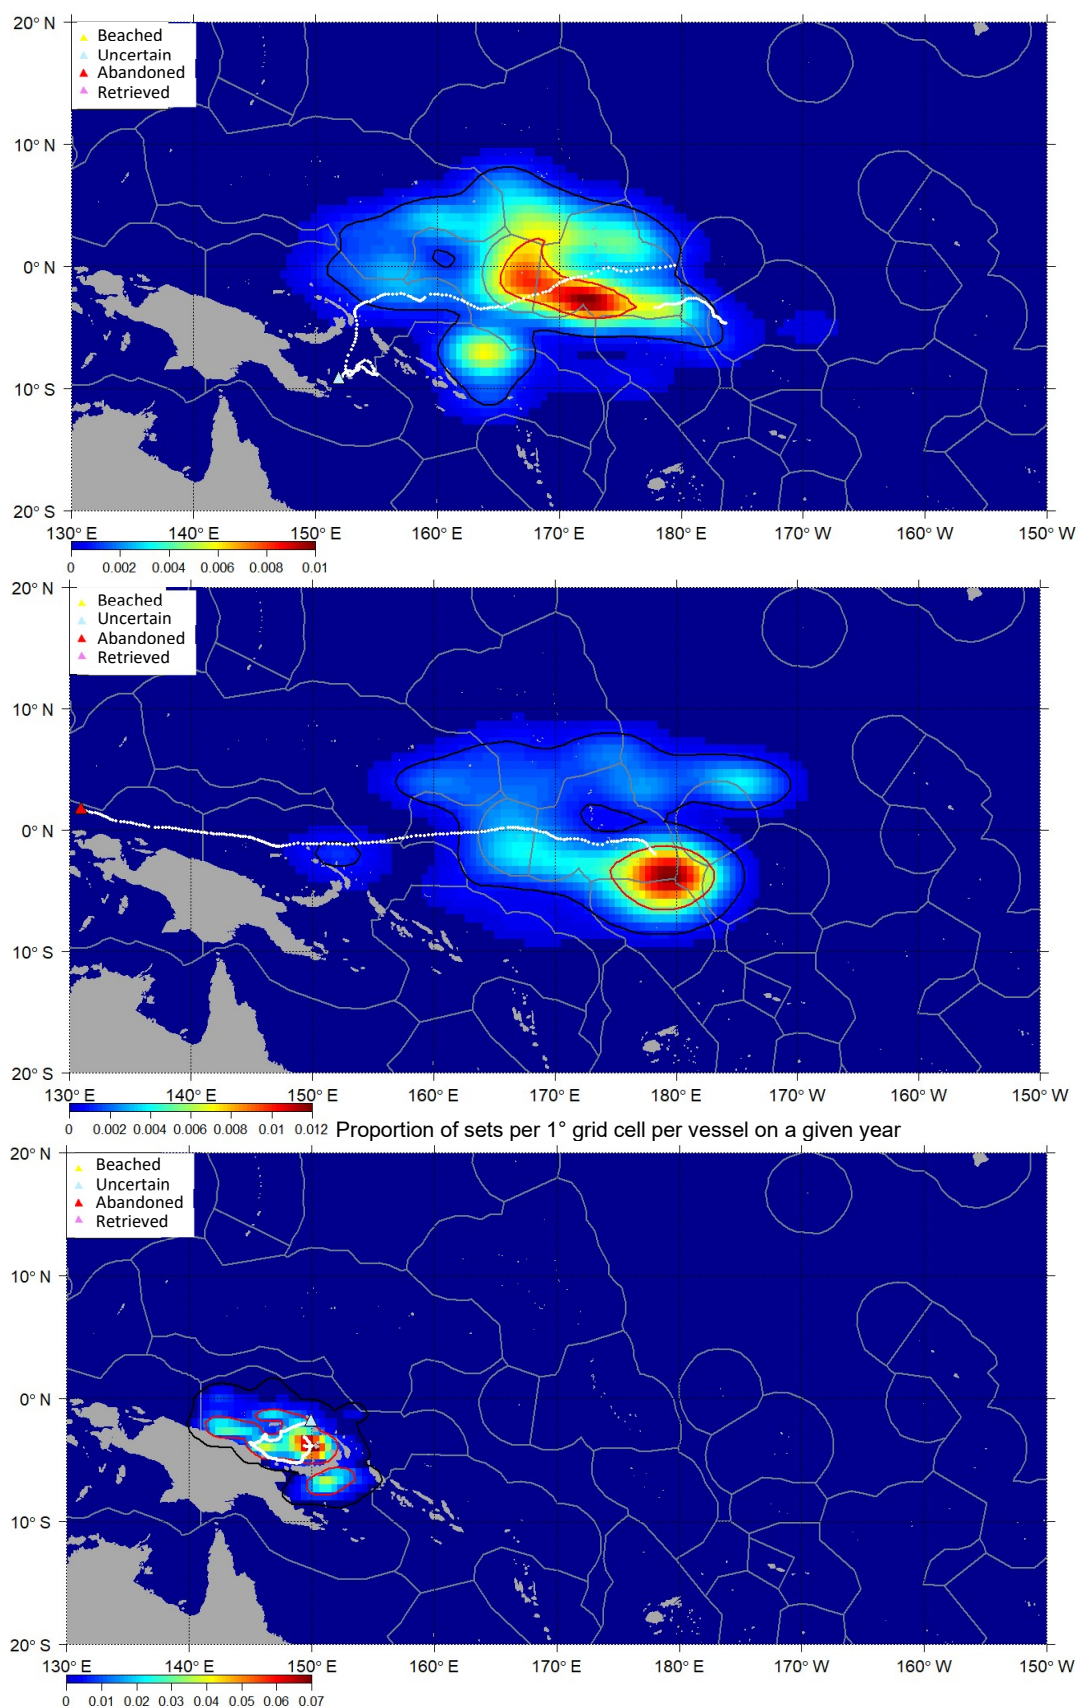 20° N
Beached
Uncertain
Abandoned
Retrieved
10° N
0° N
10° S
20° S
130° E 140° E 150° E 160° E 170° E 180° E 170° W 160° W 150° W
0 0.002 0.004 0.006 0.008 0.01
20° N
Beached
Uncertain
Abandoned
Retrieved
10° N
0° N
10° S
20° S
130° E 140° E 150° E 160° E 170° E 180° E 170° W 160° W 150° W
0 0.002 0.004 0.006 0.008 0.01 0.012 Proportion of sets per 1° grid cell per vessel on a given year
20° N
Beached
Uncertain
Abandoned
Retrieved
10° N
0° N
10° S
20° S
130° E 140° E 150° E 160° E 170° E 180° E 170° W 160° W 150° W
0 0.01 0.02 0.03 0.04 0.05 0.06 0.07